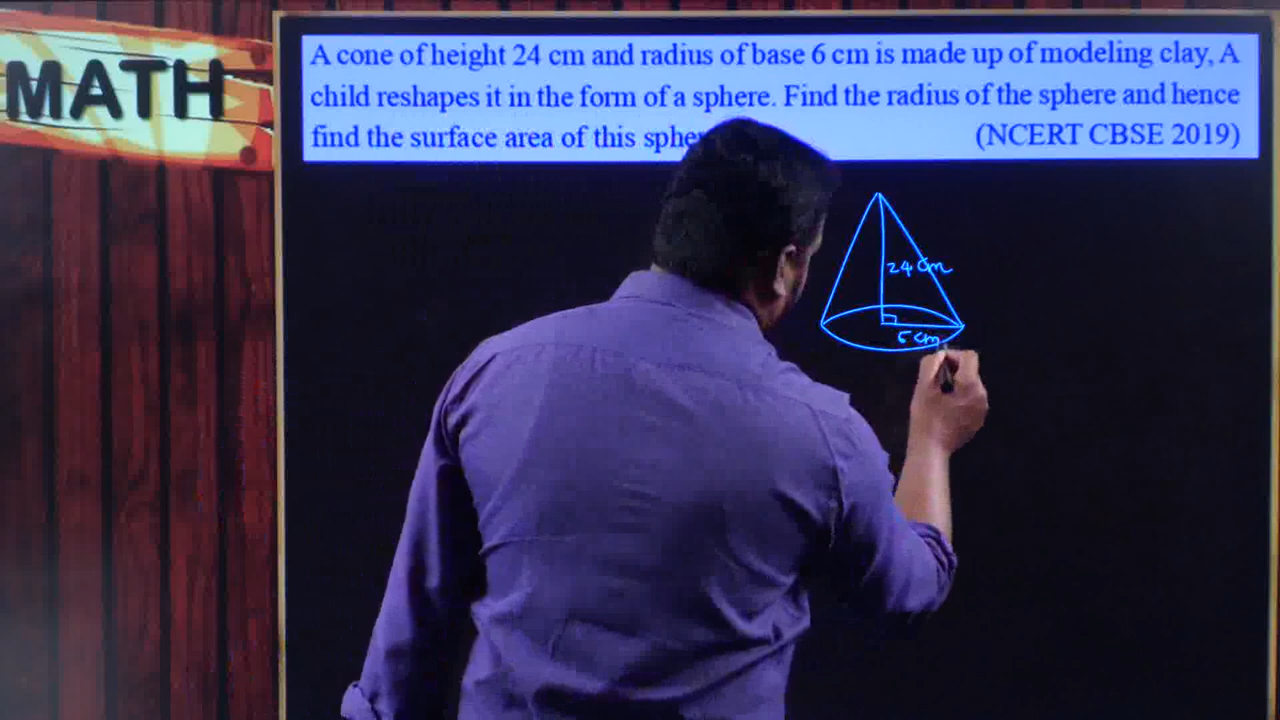 MATH
A cone of height 24 cm and radius of base 6 cm is made up of modeling clay, A
child reshapes it in the form of a sphere. Find the radius of the sphere and hence
find the surface area of this (NCERT CBSE 2019)
24 cm
cm